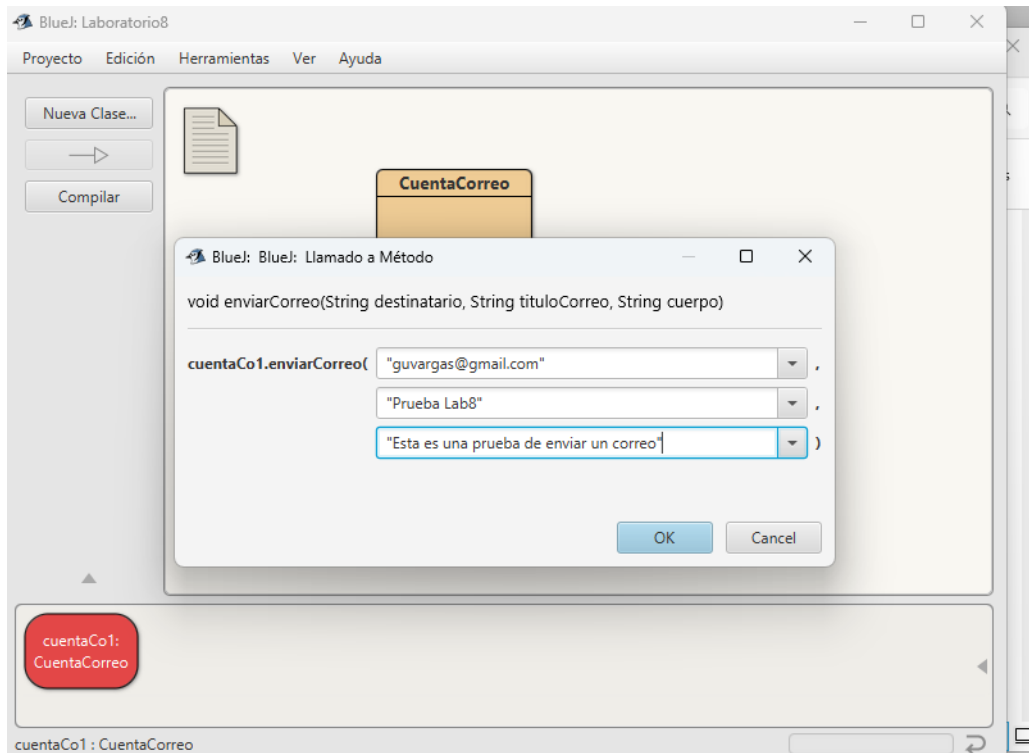 BlueJ: Laboratorio8
Proyecto Edición Herramientas Ver Ayuda
Nueva Clase...
Compilar
CuentaCorreo
BlueJ: BlueJ: Llamado a Método
void enviarCorreo(String destinatario, String tituloCorreo, String cuerpo)
cuentaCo1.enviarCorreo( "guvargas@gmail.com" ,
"Prueba Lab8" ,
"Esta es una prueba de enviar un correo" )
OK Cancel
cuentaCo1:
CuentaCorreo
cuentaCo1 : CuentaCorreo